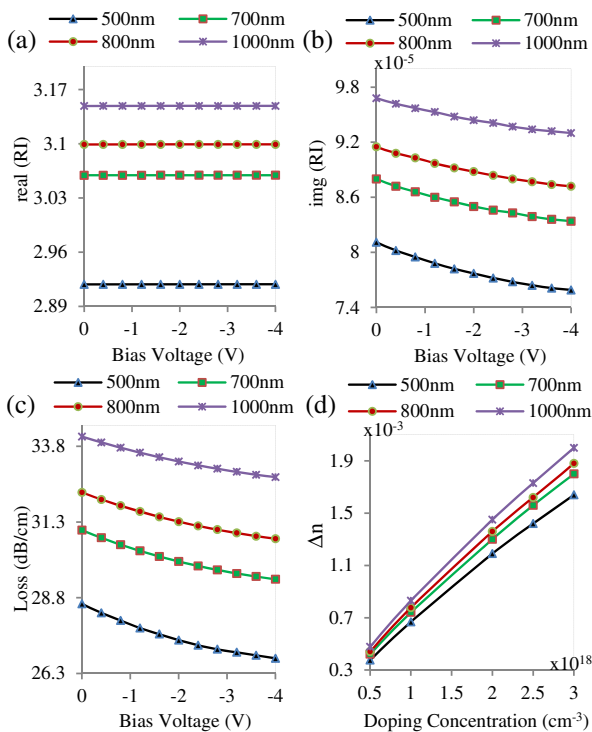 (a)
500nm 700nm
800nm 1000nm
real (RI)
3.17
3.1
3.03
2.96
2.89
0 -1 -2 -3 -4
Bias Voltage (V)
(b)
500nm 700nm
800nm 1000nm
x10⁻⁵
img (RI)
9.8
9.2
8.6
8
7.4
0 -1 -2 -3 -4
Bias Voltage (V)
(c)
500nm 700nm
800nm 1000nm
Loss (dB/cm)
33.8
31.3
28.8
26.3
0 -1 -2 -3 -4
Bias Voltage (V)
(d)
500nm 700nm
800nm 1000nm
x10⁻³
Δn
1.9
1.5
1.1
0.7
0.3
x10¹⁸
0.5 1 1.5 2 2.5 3
Doping Concentration (cm⁻³)